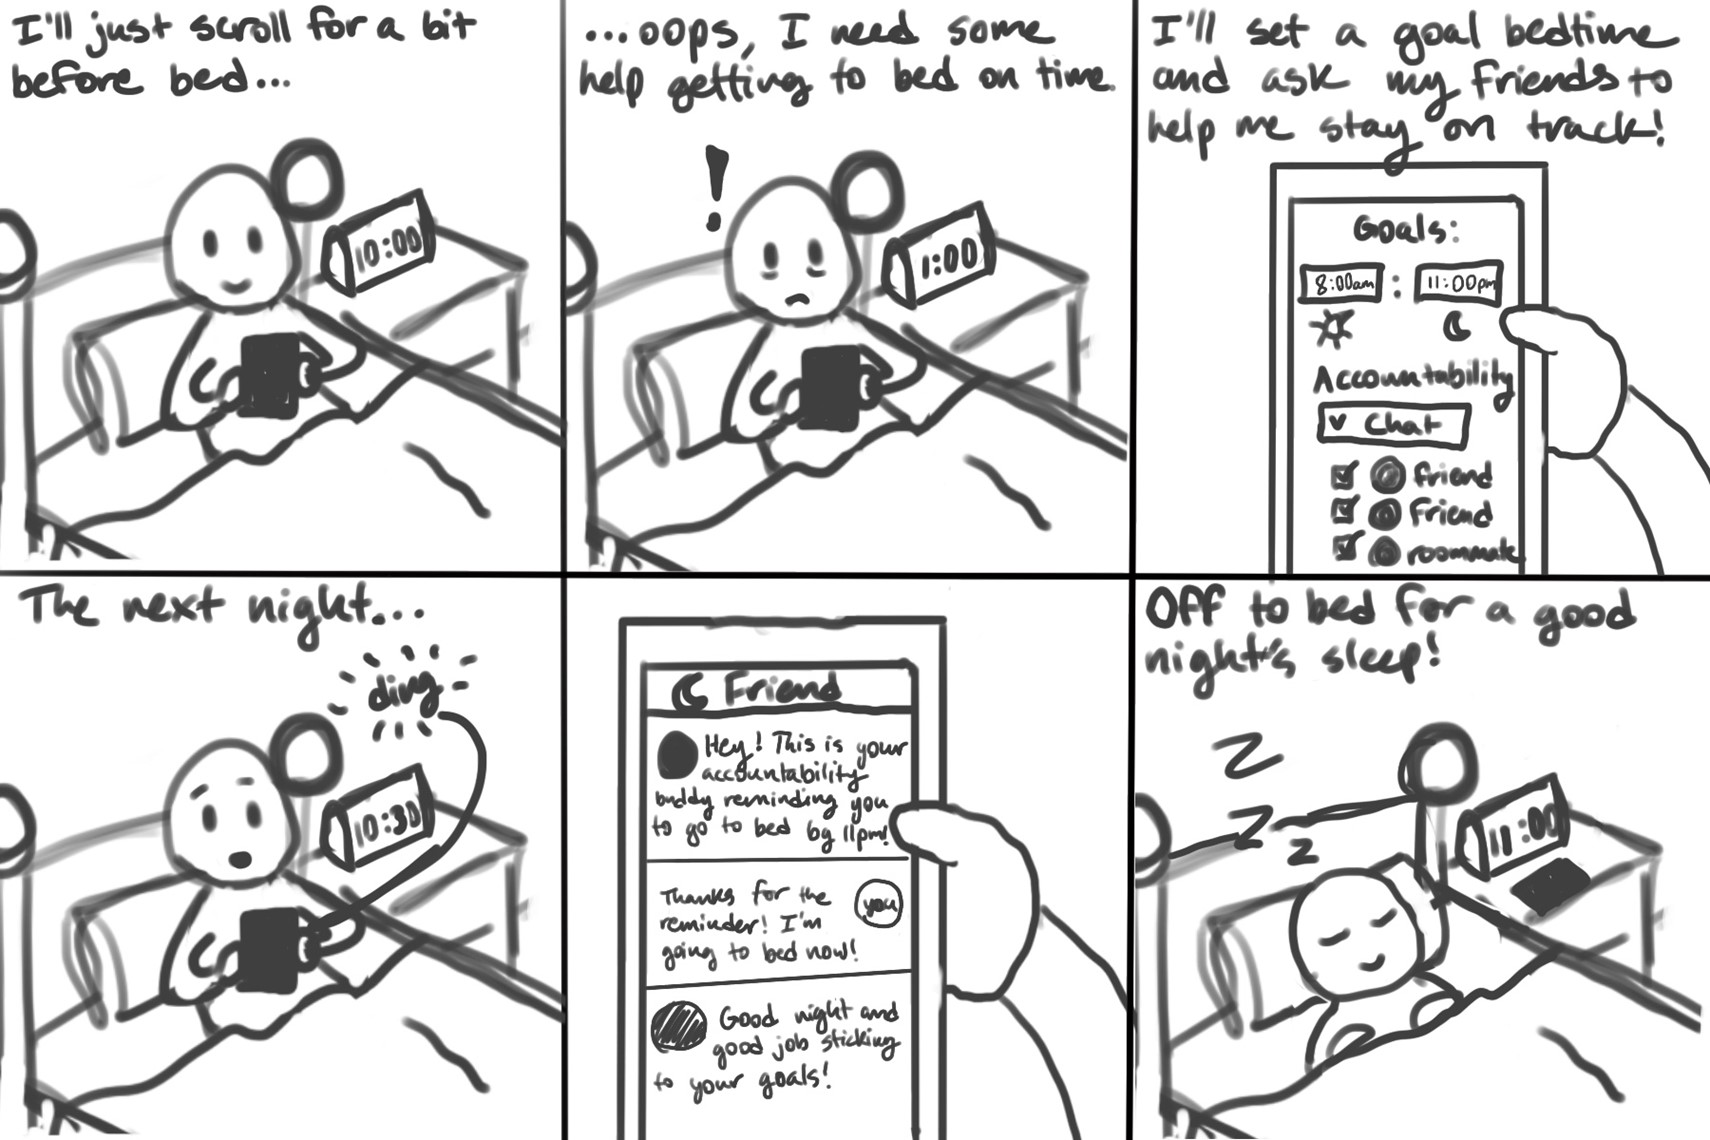 I'll just scroll for a bit
before bed...
10:00
...oops, I need some
help getting to bed on time.
!
1:00
I'll set a goal bedtime
and ask my friends to
help me stay on track!
Goals:
8:00am : 11:00pm
Accountability
Chat
friend
Friend
roommate
The next night...
ding
10:30
Friend
Hey! This is your
accountability
buddy reminding you
to go to bed by 11pm!
Thanks for the
reminder! I'm
going to bed now!
you
Good night and
good job sticking
to your goals!
Off to bed for a good
night's sleep!
Z
Z
z
11:00